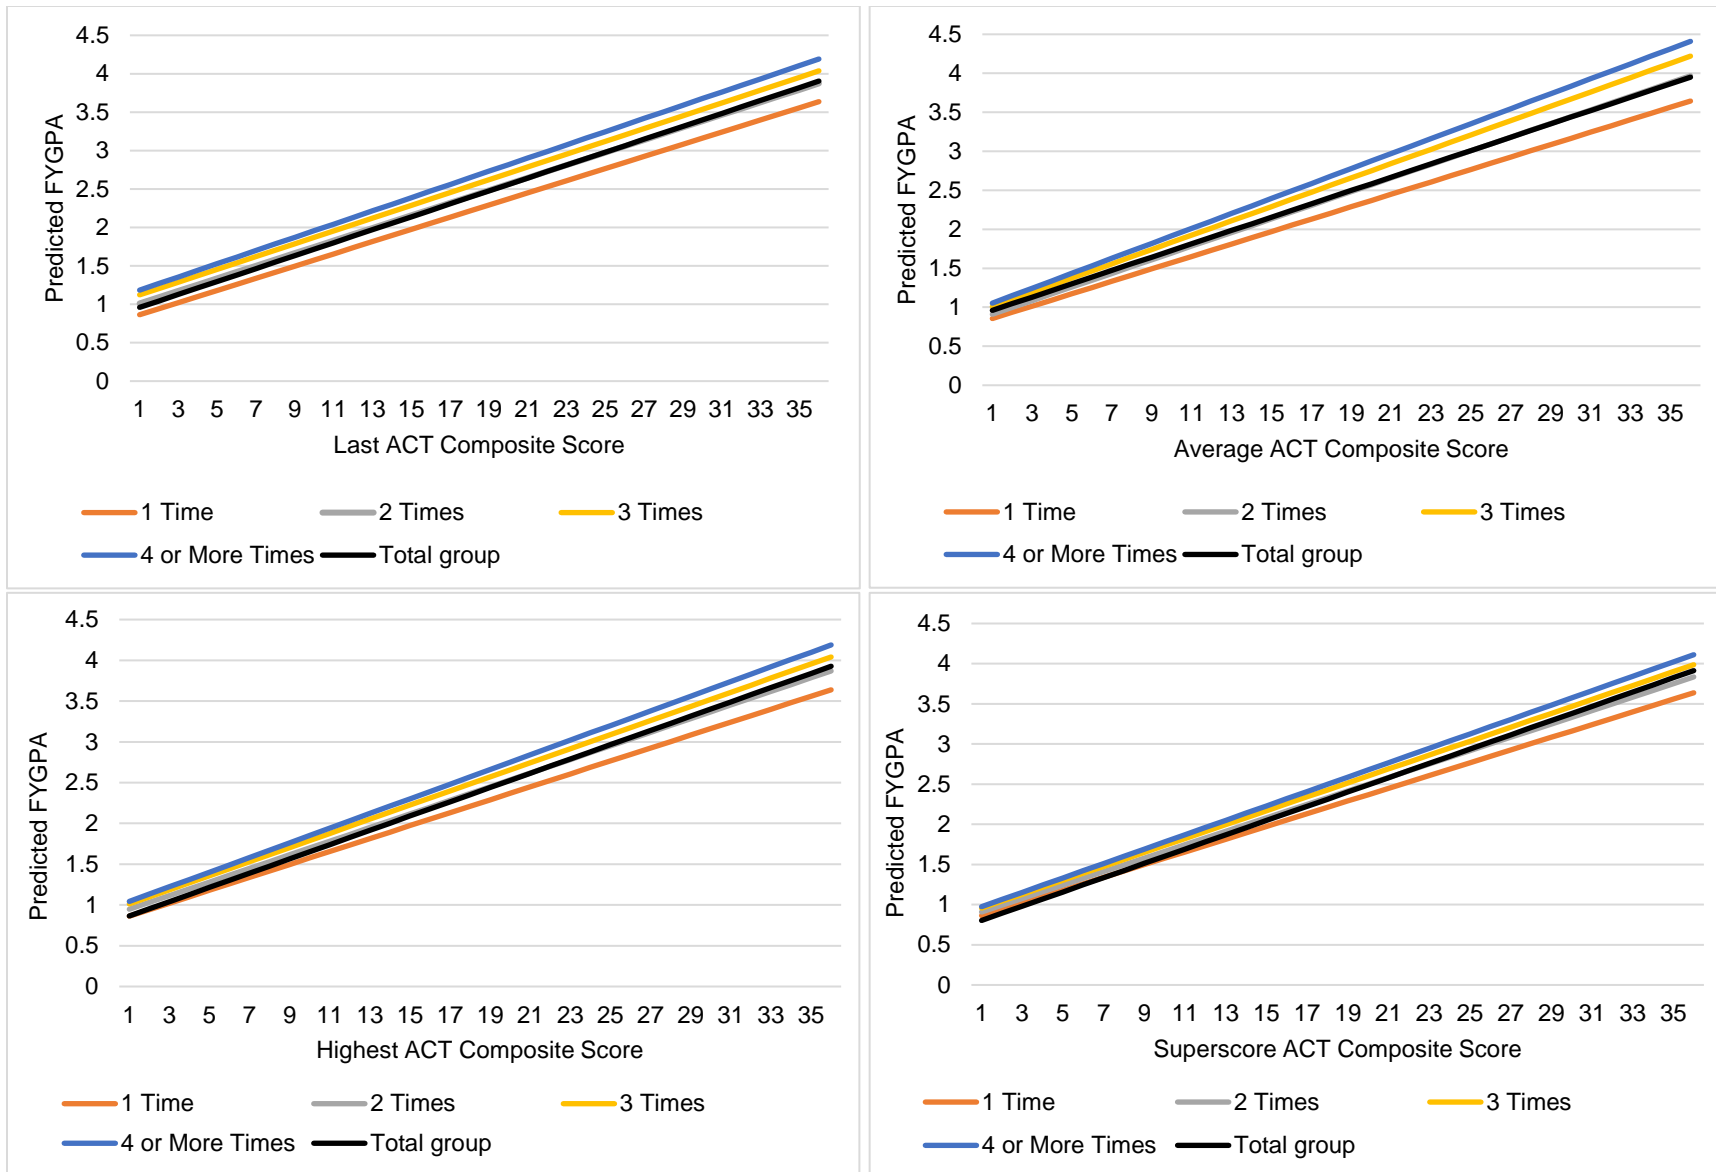 4.5
4
3.5
3
2.5
2
1.5
1
0.5
0
Predicted FYGPA
1 3 5 7 9 11 13 15 17 19 21 23 25 27 29 31 33 35
Last ACT Composite Score
1 Time 2 Times 3 Times
4 or More Times Total group
4.5
4
3.5
3
2.5
2
1.5
1
0.5
0
Predicted FYGPA
1 3 5 7 9 11 13 15 17 19 21 23 25 27 29 31 33 35
Average ACT Composite Score
1 Time 2 Times 3 Times
4 or More Times Total group
4.5
4
3.5
3
2.5
2
1.5
1
0.5
0
Predicted FYGPA
1 3 5 7 9 11 13 15 17 19 21 23 25 27 29 31 33 35
Highest ACT Composite Score
1 Time 2 Times 3 Times
4 or More Times Total group
4.5
4
3.5
3
2.5
2
1.5
1
0.5
0
Predicted FYGPA
1 3 5 7 9 11 13 15 17 19 21 23 25 27 29 31 33 35
Superscore ACT Composite Score
1 Time 2 Times 3 Times
4 or More Times Total group